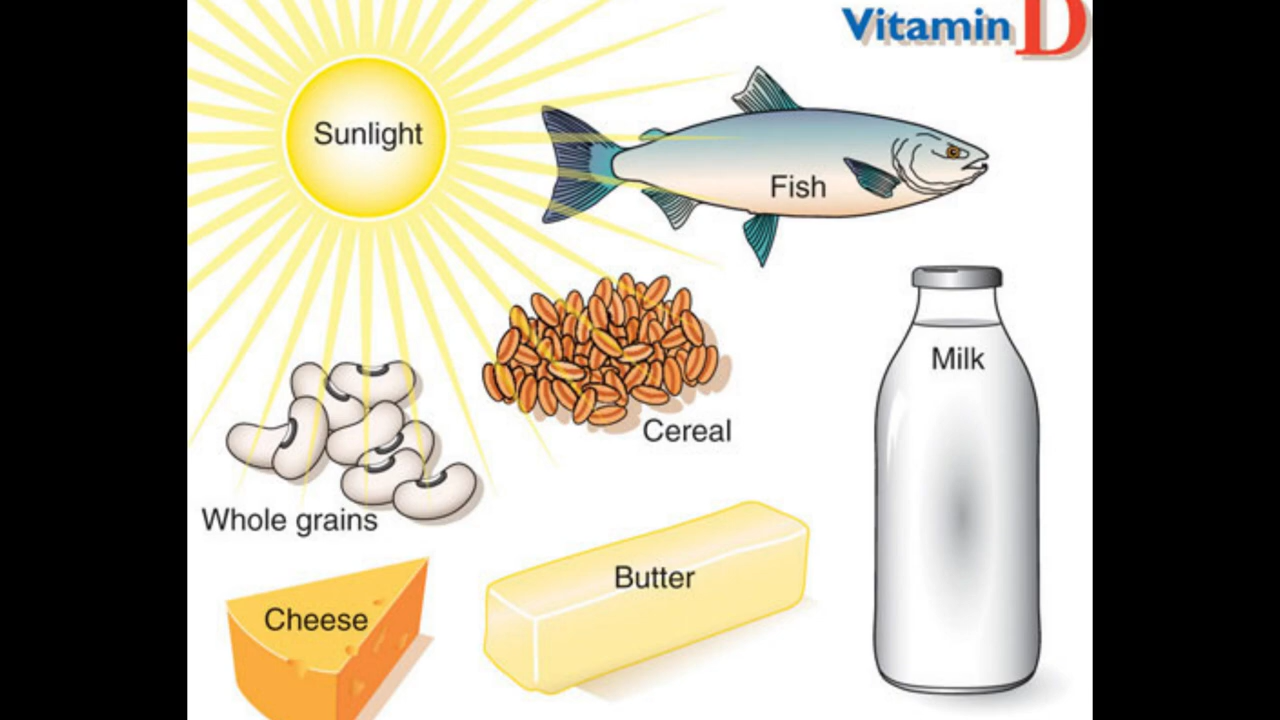 Vitamin D
Sunlight
Fish
Milk
Cereal
Whole grains
Butter
Cheese